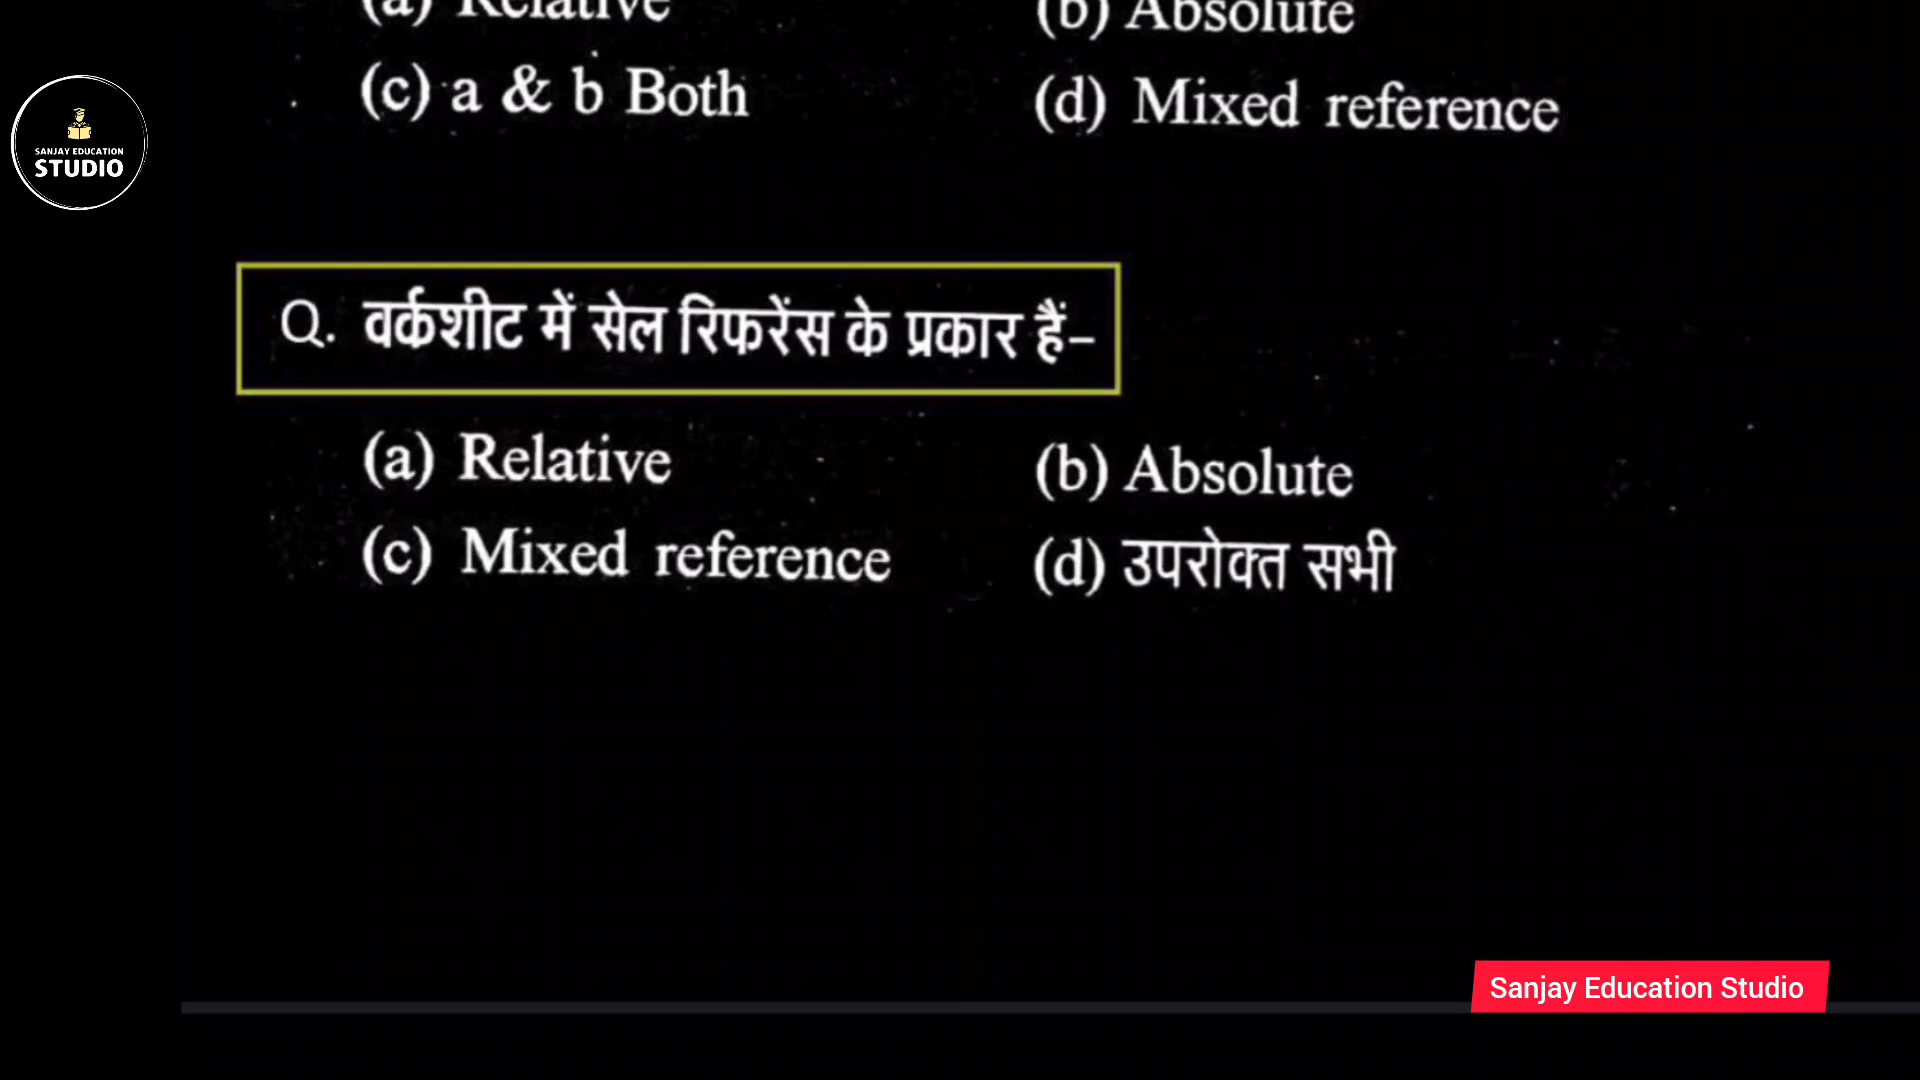 (a) Relative
(b) Absolute
(c) a & b Both
(d) Mixed reference
SANJAY EDUCATION
STUDIO
Q. वर्कशीट में सेल रिफरेंस के प्रकार हैं–
(a) Relative
(b) Absolute
(c) Mixed reference
(d) उपरोक्त सभी
Sanjay Education Studio